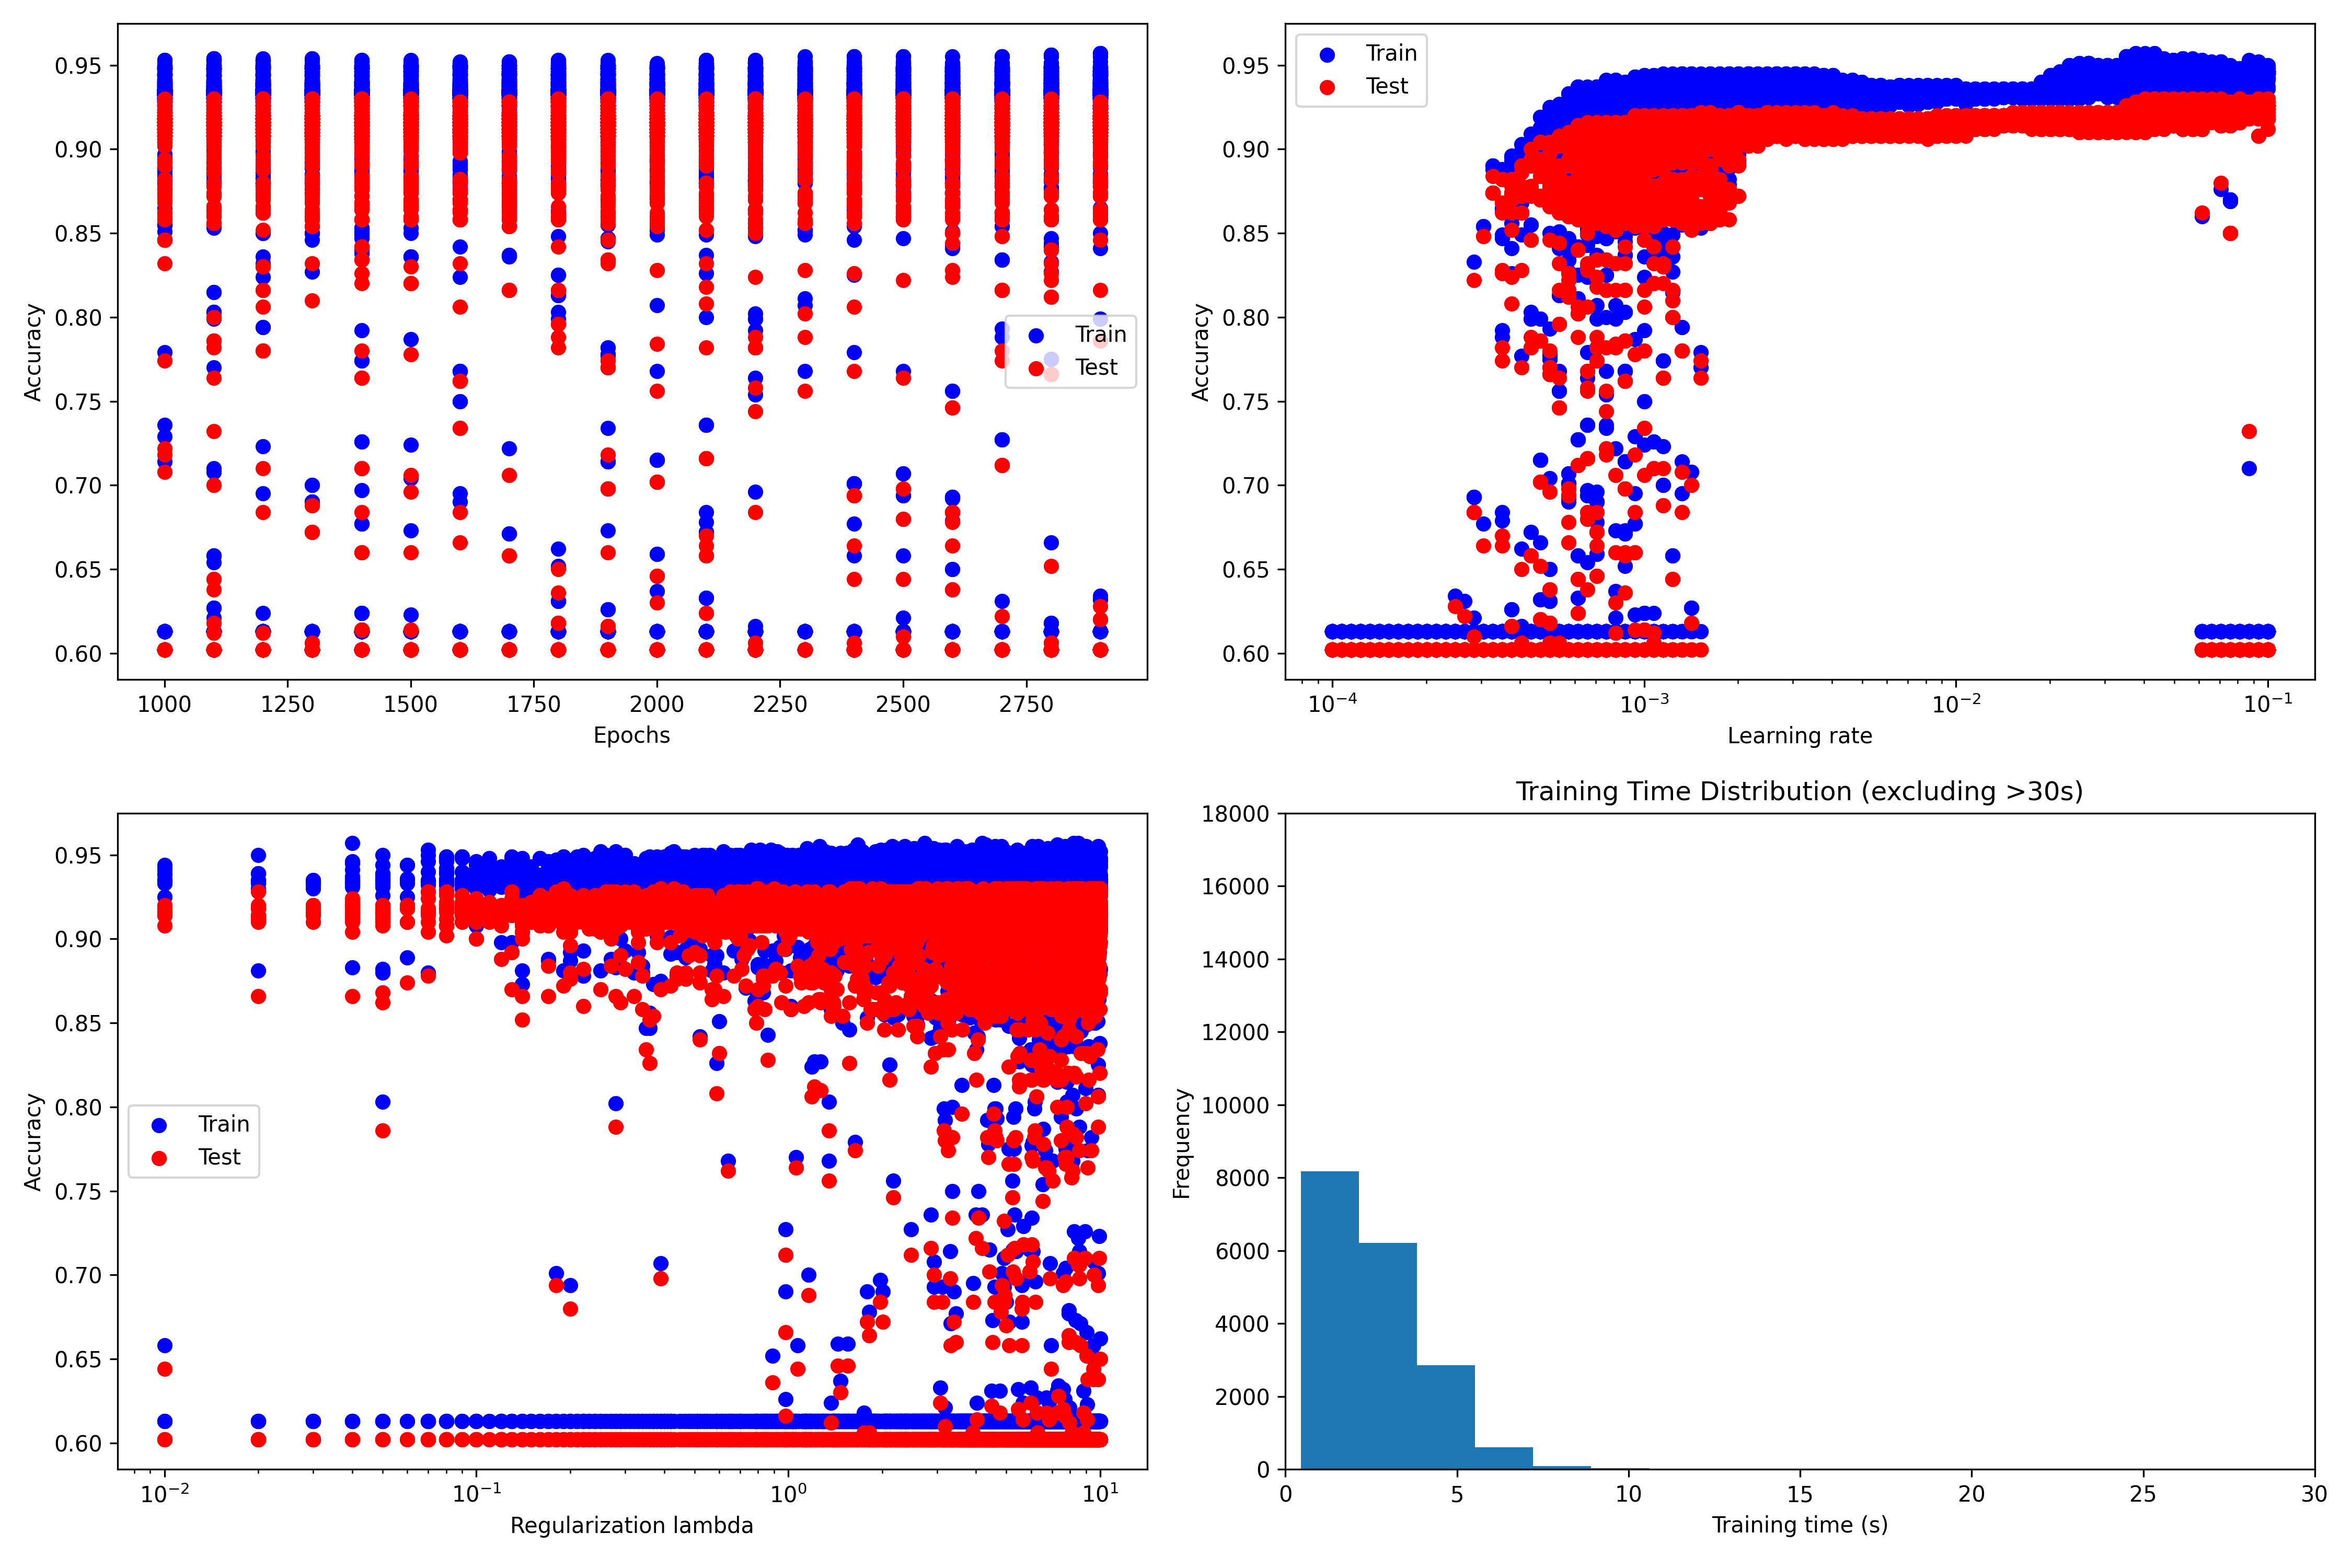 0.95
0.90
0.85
0.80
0.75
0.70
0.65
0.60
Accuracy
Train
Test
1000 1250 1500 1750 2000 2250 2500 2750
Epochs
0.95
0.90
0.85
0.80
0.75
0.70
0.65
0.60
Accuracy
Train
Test
10⁻⁴ 10⁻³ 10⁻² 10⁻¹
Learning rate
0.95
0.90
0.85
0.80
0.75
0.70
0.65
0.60
Accuracy
Train
Test
10⁻² 10⁻¹ 10⁰ 10¹
Regularization lambda
Training Time Distribution (excluding >30s)
18000
16000
14000
12000
10000
8000
6000
4000
2000
0
Frequency
0 5 10 15 20 25 30
Training time (s)